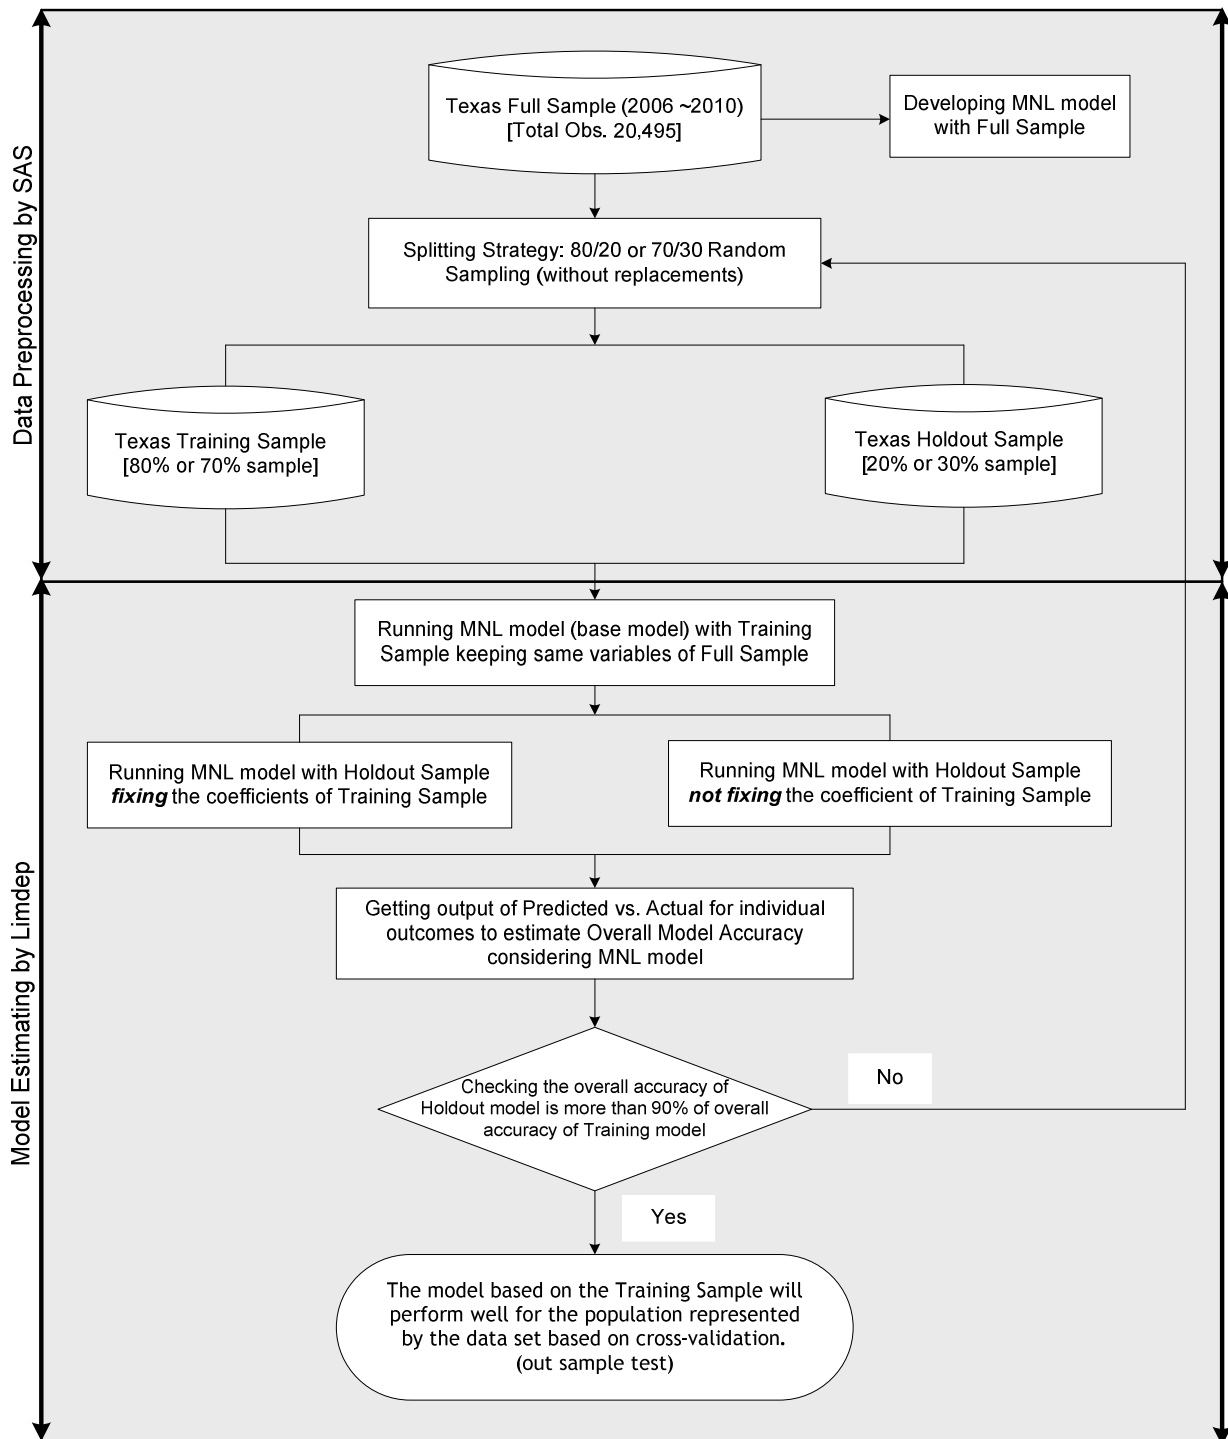 Data Preprocessing by SAS
Texas Full Sample (2006 ~2010)
[Total Obs. 20,495]
Developing MNL model
with Full Sample
Splitting Strategy: 80/20 or 70/30 Random
Sampling (without replacements)
Texas Training Sample
[80% or 70% sample]
Texas Holdout Sample
[20% or 30% sample]
Model Estimating by Limdep
Running MNL model (base model) with Training
Sample keeping same variables of Full Sample
Running MNL model with Holdout Sample
fixing the coefficients of Training Sample
Running MNL model with Holdout Sample
not fixing the coefficient of Training Sample
Getting output of Predicted vs. Actual for individual
outcomes to estimate Overall Model Accuracy
considering MNL model
Checking the overall accuracy of
Holdout model is more than 90% of overall
accuracy of Training model
No
Yes
The model based on the Training Sample will
perform well for the population represented
by the data set based on cross-validation.
(out sample test)